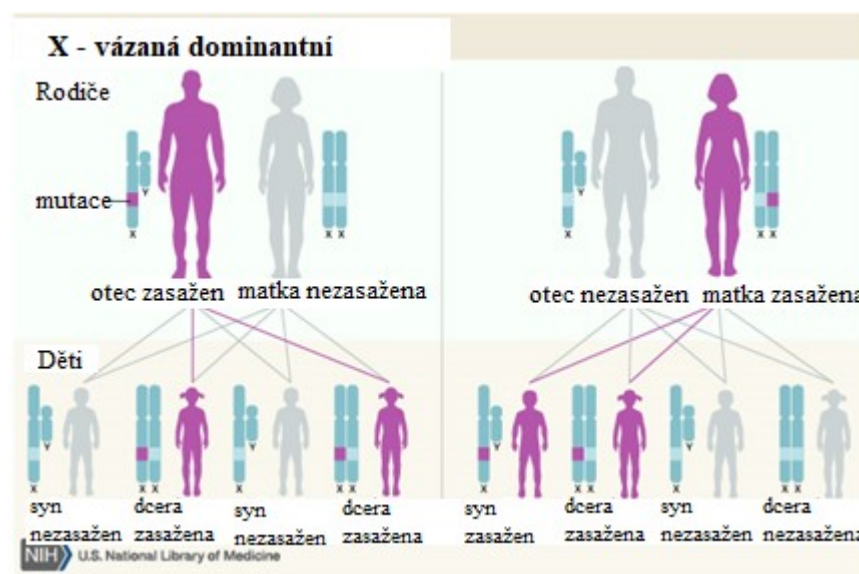 X - vázaná dominantní
Rodiče
Y
Y
mutace
X
X X
X
X X
otec zasažen matka nezasažena
otec nezasažen matka zasažena
Děti
Y
Y
Y
Y
X
X X
X
X X
X
X X
X
X X
syn nezasažen
dcera zasažena
syn nezasažen
dcera zasažena
syn zasažen
dcera zasažena
syn nezasažen
dcera nezasažena
NIH U.S. National Library of Medicine